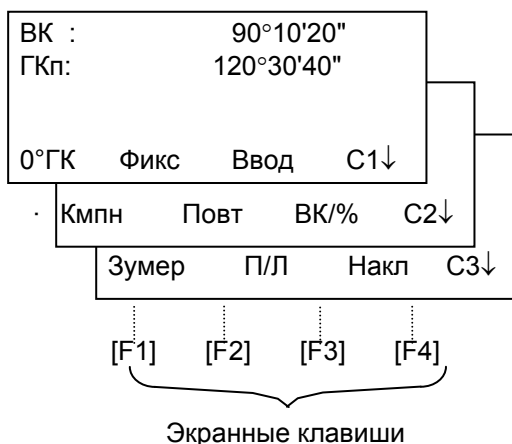 ВК : 90°10'20"
ГКп: 120°30'40"
0°ГК Фикс Ввод С1↓
· Кмпн Повт ВК/% С2↓
Зумер П/Л Накл С3↓
[F1] [F2] [F3] [F4]
Экранные клавиши